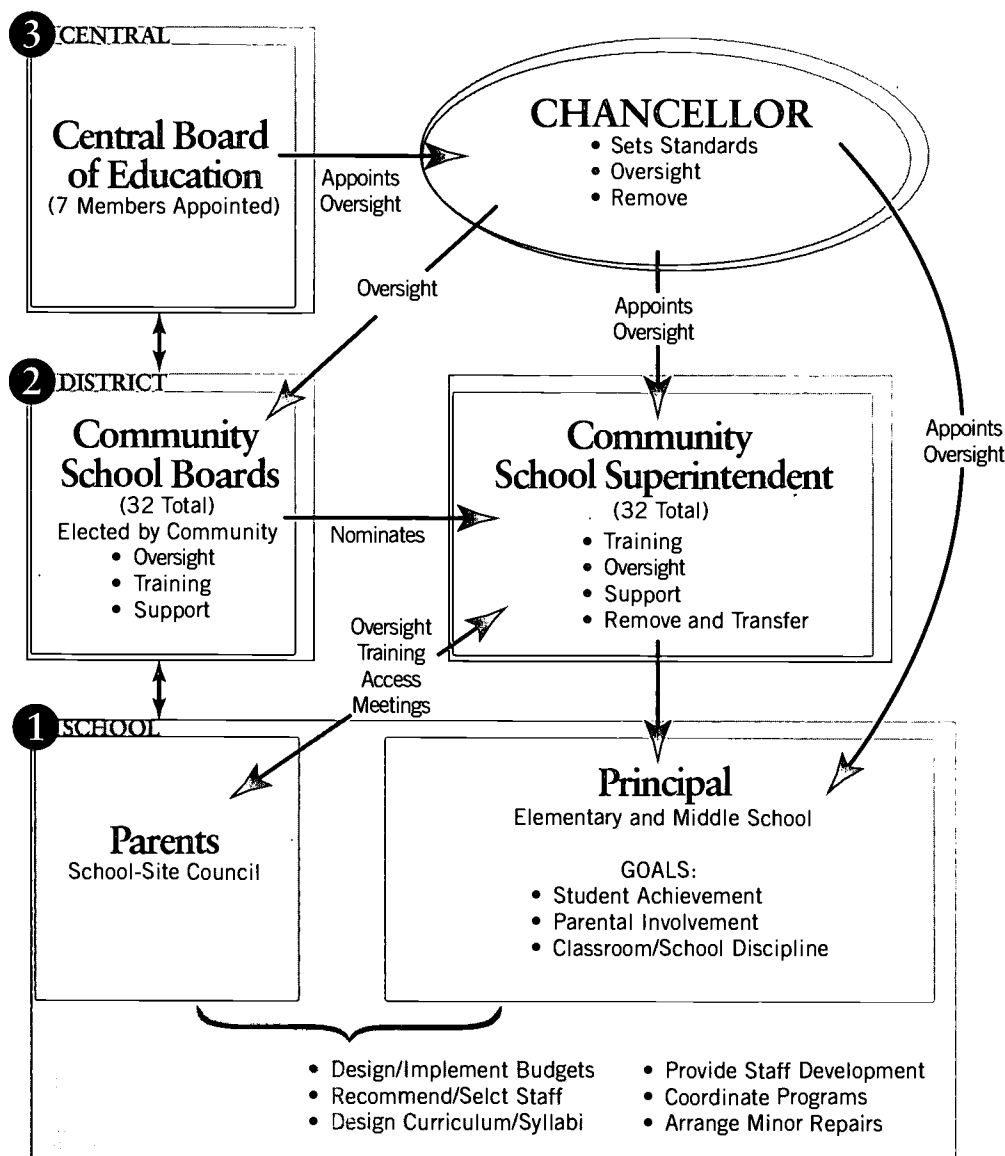 3 CENTRAL
Central Board
of Education
(7 Members Appointed)
Appoints
Oversight
CHANCELLOR
• Sets Standards
• Oversight
• Remove
Oversight
Appoints
Oversight
Appoints
Oversight
2 DISTRICT
Community
School Boards
(32 Total)
Elected by Community
• Oversight
• Training
• Support
Nominates
Community
School Superintendent
(32 Total)
• Training
• Oversight
• Support
• Remove and Transfer
Oversight
Training
Access
Meetings
1 SCHOOL
Parents
School-Site Council
Principal
Elementary and Middle School
GOALS:
• Student Achievement
• Parental Involvement
• Classroom/School Discipline
• Design/Implement Budgets
• Recommend/Selct Staff
• Design Curriculum/Syllabi
• Provide Staff Development
• Coordinate Programs
• Arrange Minor Repairs